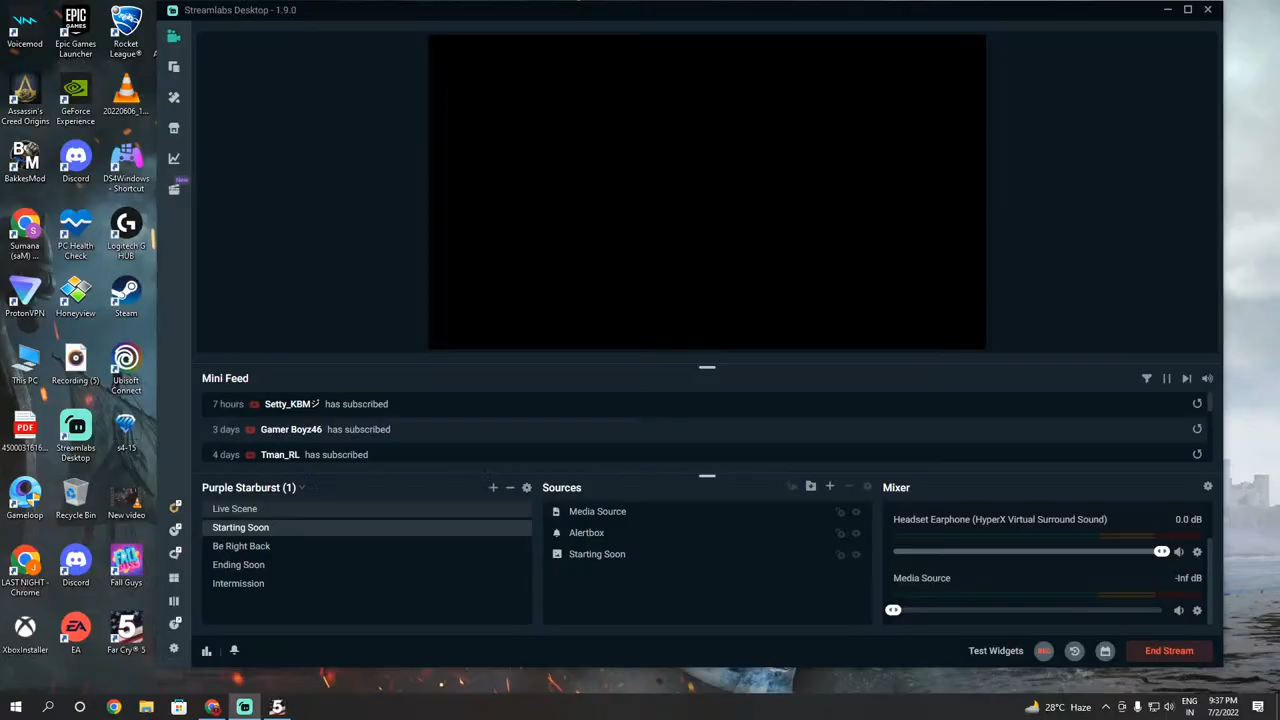 Streamlabs Desktop - 1.9.0
Voicemod
Epic Games
Launcher
Rocket
League®
Assassin's
Creed Origins
GeForce
Experience
20220606_1...
BakkesMod
Discord
DS4Windows
- Shortcut
Sumana
(saM) ...
PC Health
Check
Logitech G
HUB
ProtonVPN
Honeyview
Steam
This PC
Recording (5)
Ubisoft
Connect
4500031616...
Streamlabs
Desktop
s4-15
Gameloop
Recycle Bin
New video
LAST NIGHT -
Chrome
Discord
Fall Guys
XboxInstaller
EA
Far Cry® 5
New
Mini Feed
7 hours Setty_KBM has subscribed
3 days Gamer Boyz46 has subscribed
4 days Tman_RL has subscribed
Purple Starburst (1)
Live Scene
Starting Soon
Be Right Back
Ending Soon
Intermission
Sources
Media Source
Alertbox
Starting Soon
Mixer
Headset Earphone (HyperX Virtual Surround Sound) 0.0 dB
Media Source -Inf dB
Test Widgets REC End Stream
28°C Haze
ENG
IN
9:37 PM
7/2/2022